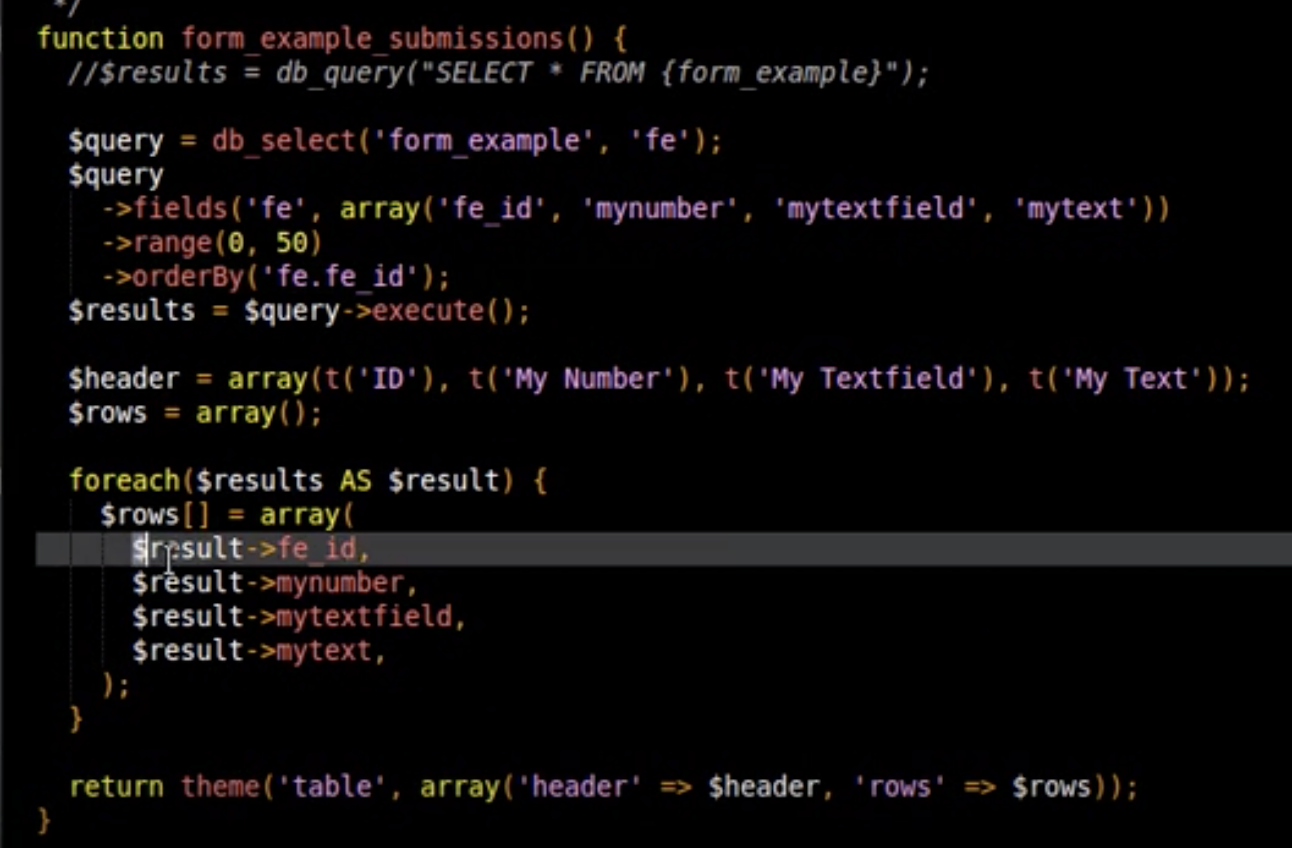 */
function form_example_submissions() {
//$results = db_query("SELECT * FROM {form_example}");
$query = db_select('form_example', 'fe');
$query
->fields('fe', array('fe_id', 'mynumber', 'mytextfield', 'mytext'))
->range(0, 50)
->orderBy('fe.fe_id');
$results = $query->execute();
$header = array(t('ID'), t('My Number'), t('My Textfield'), t('My Text'));
$rows = array();
foreach($results AS $result) {
$rows[] = array(
$result->fe_id,
$result->mynumber,
$result->mytextfield,
$result->mytext,
);
}
return theme('table', array('header' => $header, 'rows' => $rows));
}